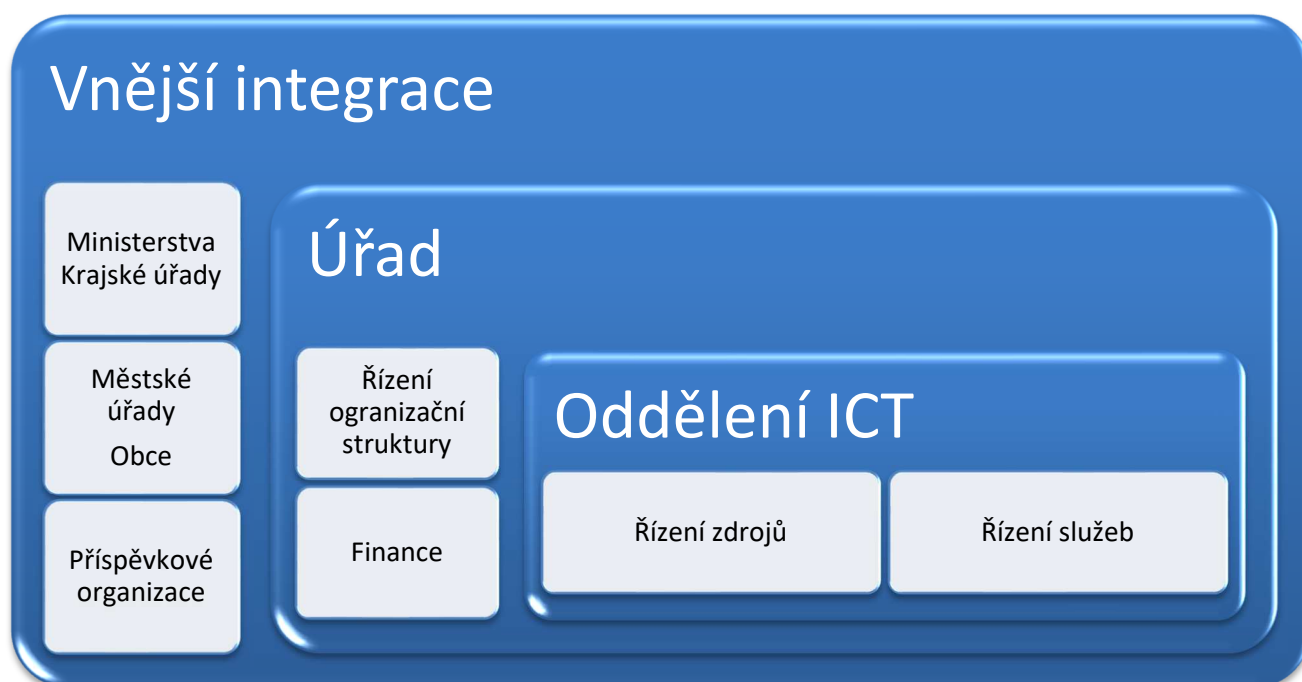 Vnější integrace
Ministerstva
Krajské úřady
Městské
úřady
Obce
Příspěvkové
organizace
Úřad
Řízení
ogranizační
struktury
Finance
Oddělení ICT
Řízení zdrojů
Řízení služeb